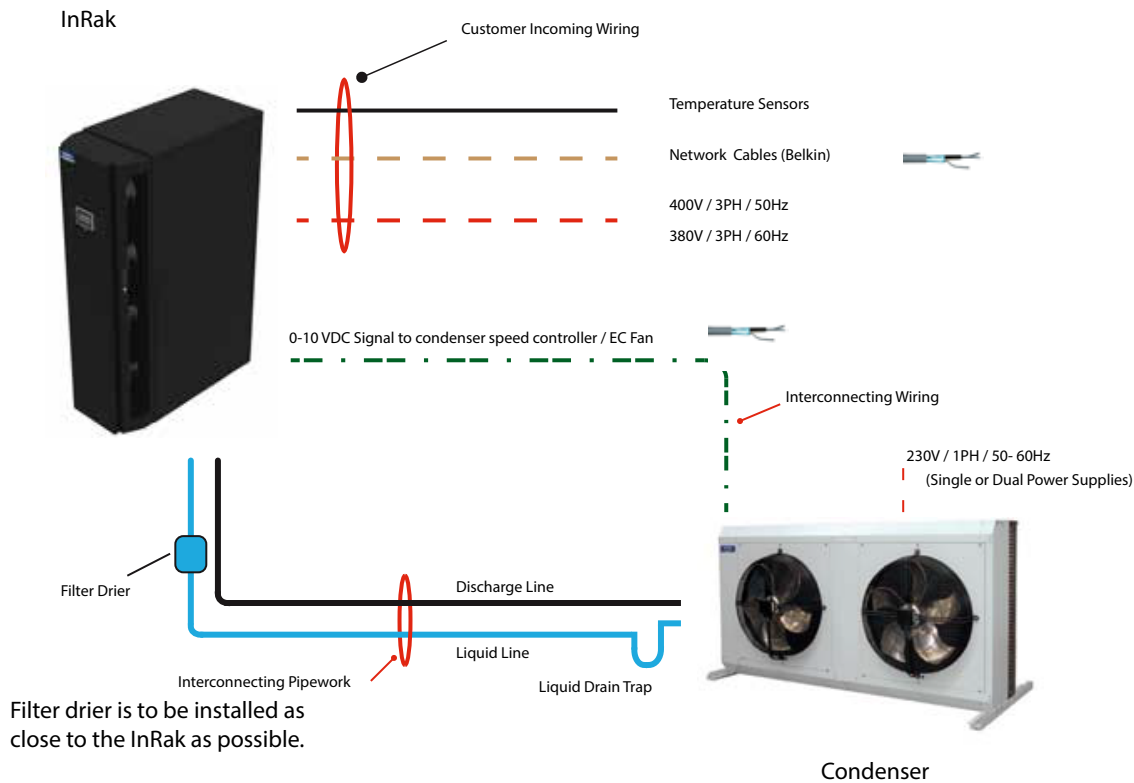 InRak
Customer Incoming Wiring
Temperature Sensors
Network Cables (Belkin)
400V / 3PH / 50Hz
380V / 3PH / 60Hz
0-10 VDC Signal to condenser speed controller / EC Fan
Interconnecting Wiring
230V / 1PH / 50- 60Hz
(Single or Dual Power Supplies)
Filter Drier
Discharge Line
Liquid Line
Interconnecting Pipework
Liquid Drain Trap
Filter drier is to be installed as
close to the InRak as possible.
Condenser